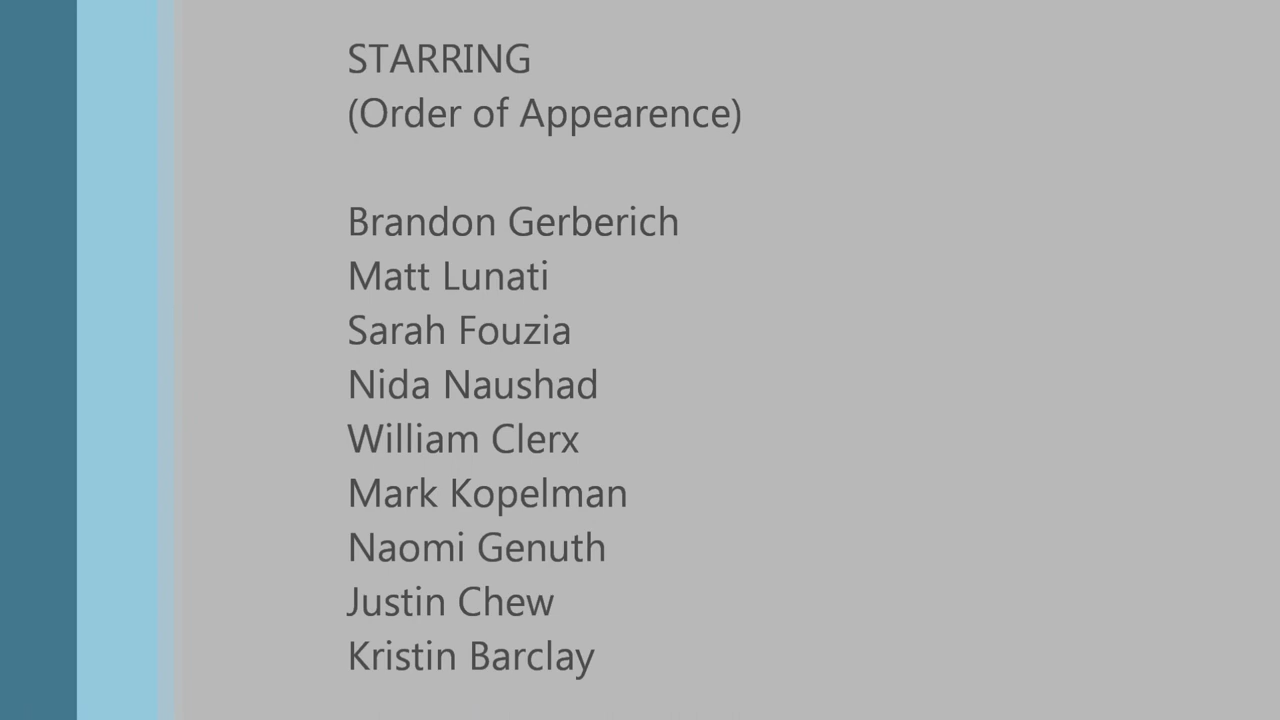 STARRING
(Order of Appearence)
Brandon Gerberich
Matt Lunati
Sarah Fouzia
Nida Naushad
William Clerx
Mark Kopelman
Naomi Genuth
Justin Chew
Kristin Barclay